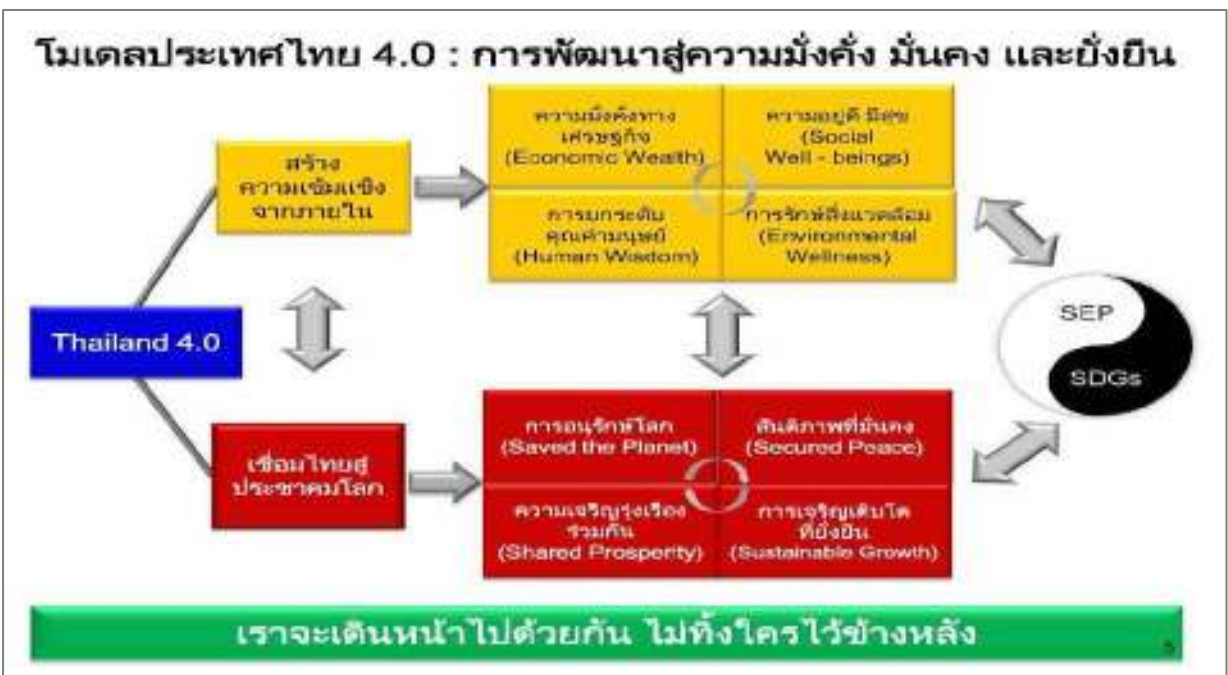 โมเดลประเทศไทย 4.0 : การพัฒนาสู่ความมั่งคั่ง มั่นคง และยั่งยืน
ความมั่งคั่งทาง
เศรษฐกิจ
(Economic Wealth)
ความอยู่ดี มีสุข
(Social
Well - beings)
สร้าง
ความเข้มแข็ง
จากภายใน
การยกระดับ
คุณค่ามนุษย์
(Human Wisdom)
การรักษ์สิ่งแวดล้อม
(Environmental
Wellness)
Thailand 4.0
SEP
SDGs
เชื่อมไทยสู่
ประชาคมโลก
การอนุรักษ์โลก
(Saved the Planet)
สันติภาพที่มั่นคง
(Secured Peace)
ความเจริญรุ่งเรือง
ร่วมกัน
(Shared Prosperity)
การเจริญเติบโต
ที่ยั่งยืน
(Sustainable Growth)
เราจะเดินหน้าไปด้วยกัน ไม่ทิ้งใครไว้ข้างหลัง